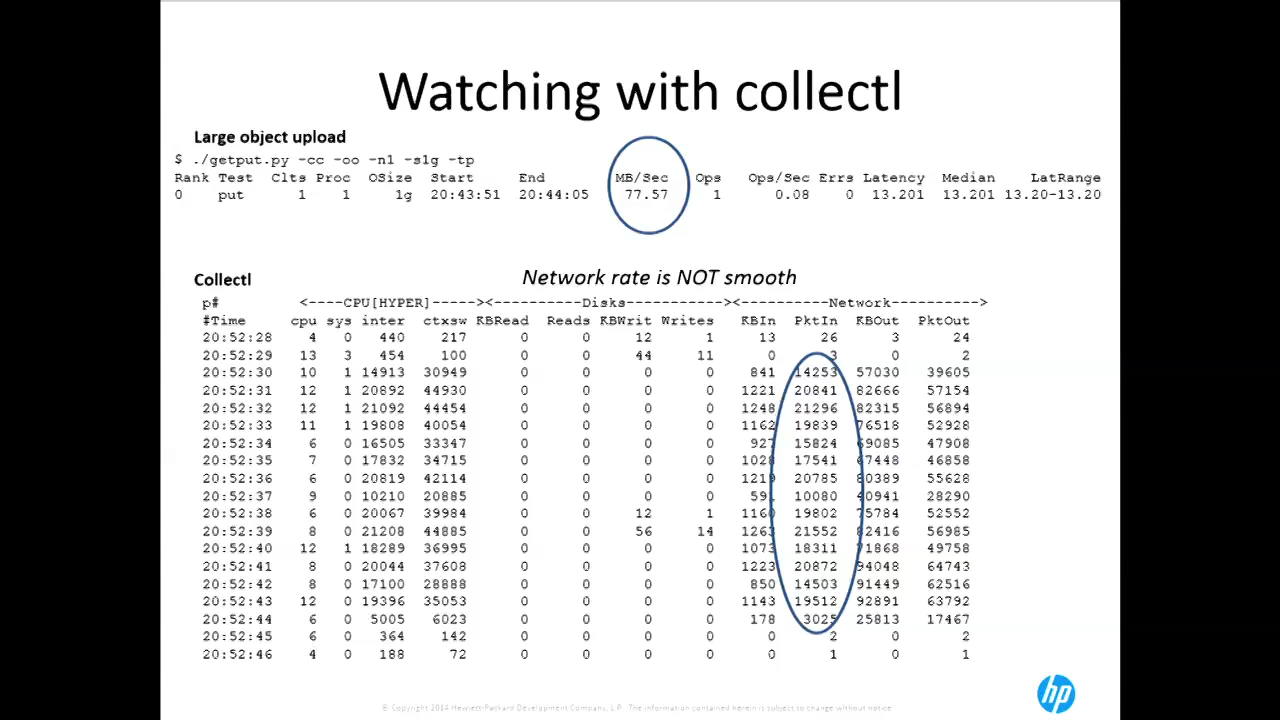 Watching with collectl
Large object upload
$ ./getput.py -cc -oo -n1 -s1g -tp
Rank Test Clts Proc OSize Start End MB/Sec Ops Ops/Sec Errs Latency Median LatRange
0 put 1 1 1g 20:43:51 20:44:05 77.57 1 0.08 0 13.201 13.201 13.20-13.20
Collectl
Network rate is NOT smooth
p# <----CPU[HYPER]-----><----------Disks-----------><----------Network---------->
#Time cpu sys inter ctxsw KBRead Reads KBWrit Writes KBIn PktIn KBOut PktOut
20:52:28 4 0 440 217 0 0 12 1 13 26 3 24
20:52:29 13 3 454 100 0 0 44 11 0 3 0 2
20:52:30 10 1 14913 30949 0 0 0 0 841 14253 57030 39605
20:52:31 12 1 20892 44930 0 0 0 0 1221 20841 82666 57154
20:52:32 12 1 21092 44454 0 0 0 0 1248 21296 82315 56894
20:52:33 11 1 19808 40054 0 0 0 0 1162 19839 76518 52928
20:52:34 6 0 16505 33347 0 0 0 0 927 15824 69085 47908
20:52:35 7 0 17832 34715 0 0 0 0 1028 17541 67448 46858
20:52:36 6 0 20819 42114 0 0 0 0 1219 20785 80389 55628
20:52:37 9 0 10210 20885 0 0 0 0 591 10080 40941 28290
20:52:38 6 0 20067 39984 0 0 12 1 1160 19802 75784 52552
20:52:39 8 0 21208 44885 0 0 56 14 1263 21552 82416 56985
20:52:40 12 1 18289 36995 0 0 0 0 1073 18311 71868 49758
20:52:41 8 0 20044 37608 0 0 0 0 1223 20872 94048 64743
20:52:42 8 0 17100 28888 0 0 0 0 850 14503 91449 62516
20:52:43 12 0 19396 35053 0 0 0 0 1143 19512 92891 63792
20:52:44 6 0 5005 6023 0 0 0 0 178 3025 25813 17467
20:52:45 6 0 364 142 0 0 0 0 0 2 0 2
20:52:46 4 0 188 72 0 0 0 0 0 1 0 1
© Copyright 2014 Hewlett-Packard Development Company, L.P. The information contained herein is subject to change without notice
hp